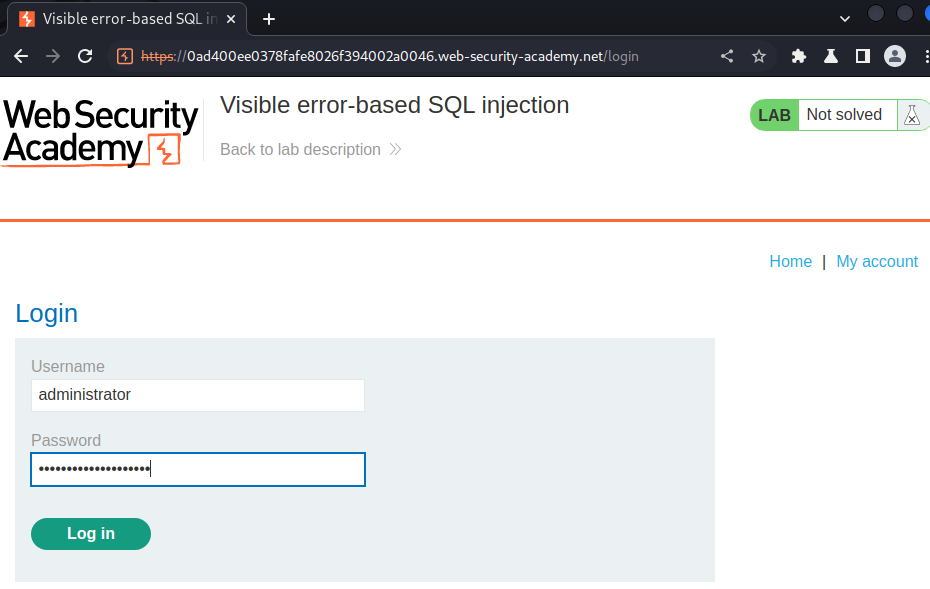 Visible error-based SQL in
https://0ad400ee0378fafe8026f394002a0046.web-security-academy.net/login
Web Security
Academy
Visible error-based SQL injection
Back to lab description
LAB Not solved
Home | My account
Login
Username
administrator
Password
••••••••••••••••••••
Log in